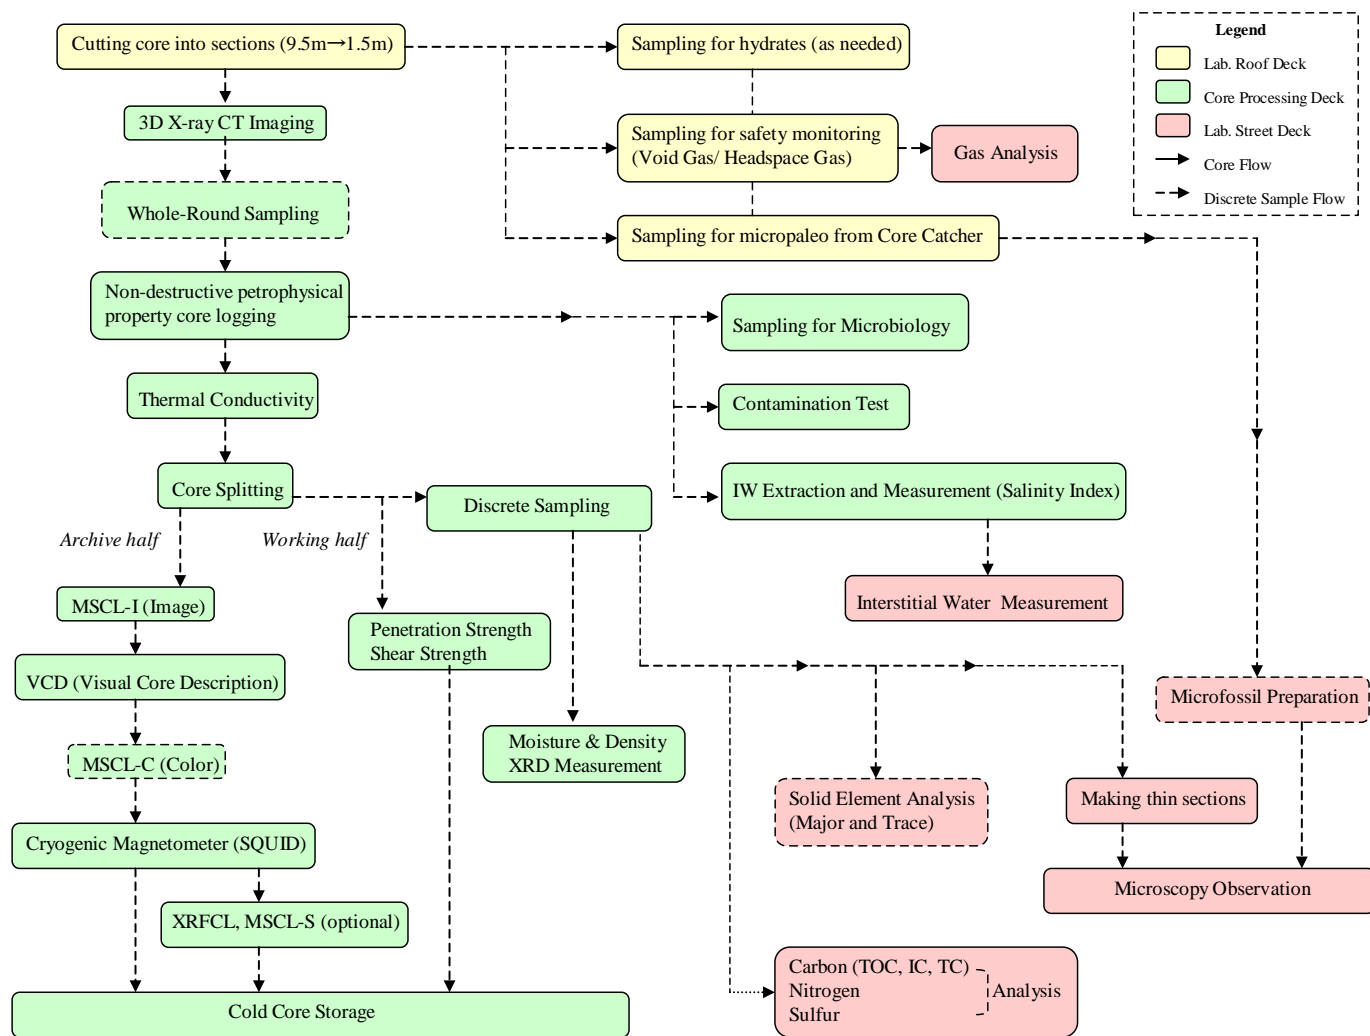 Cutting core into sections (9.5m→1.5m)
Sampling for hydrates (as needed)
Legend
Lab. Roof Deck
Core Processing Deck
Lab. Street Deck
Core Flow
Discrete Sample Flow
3D X-ray CT Imaging
Sampling for safety monitoring
(Void Gas/ Headspace Gas)
Gas Analysis
Whole-Round Sampling
Sampling for micropaleo from Core Catcher
Non-destructive petrophysical
property core logging
Sampling for Microbiology
Thermal Conductivity
Contamination Test
Core Splitting
Discrete Sampling
IW Extraction and Measurement (Salinity Index)
Archive half
Working half
MSCL-I (Image)
Interstitial Water Measurement
Penetration Strength
Shear Strength
VCD (Visual Core Description)
Microfossil Preparation
Moisture & Density
XRD Measurement
MSCL-C (Color)
Solid Element Analysis
(Major and Trace)
Making thin sections
Cryogenic Magnetometer (SQUID)
Microscopy Observation
XRFCL, MSCL-S (optional)
Carbon (TOC, IC, TC)
Nitrogen
Sulfur
Analysis
Cold Core Storage